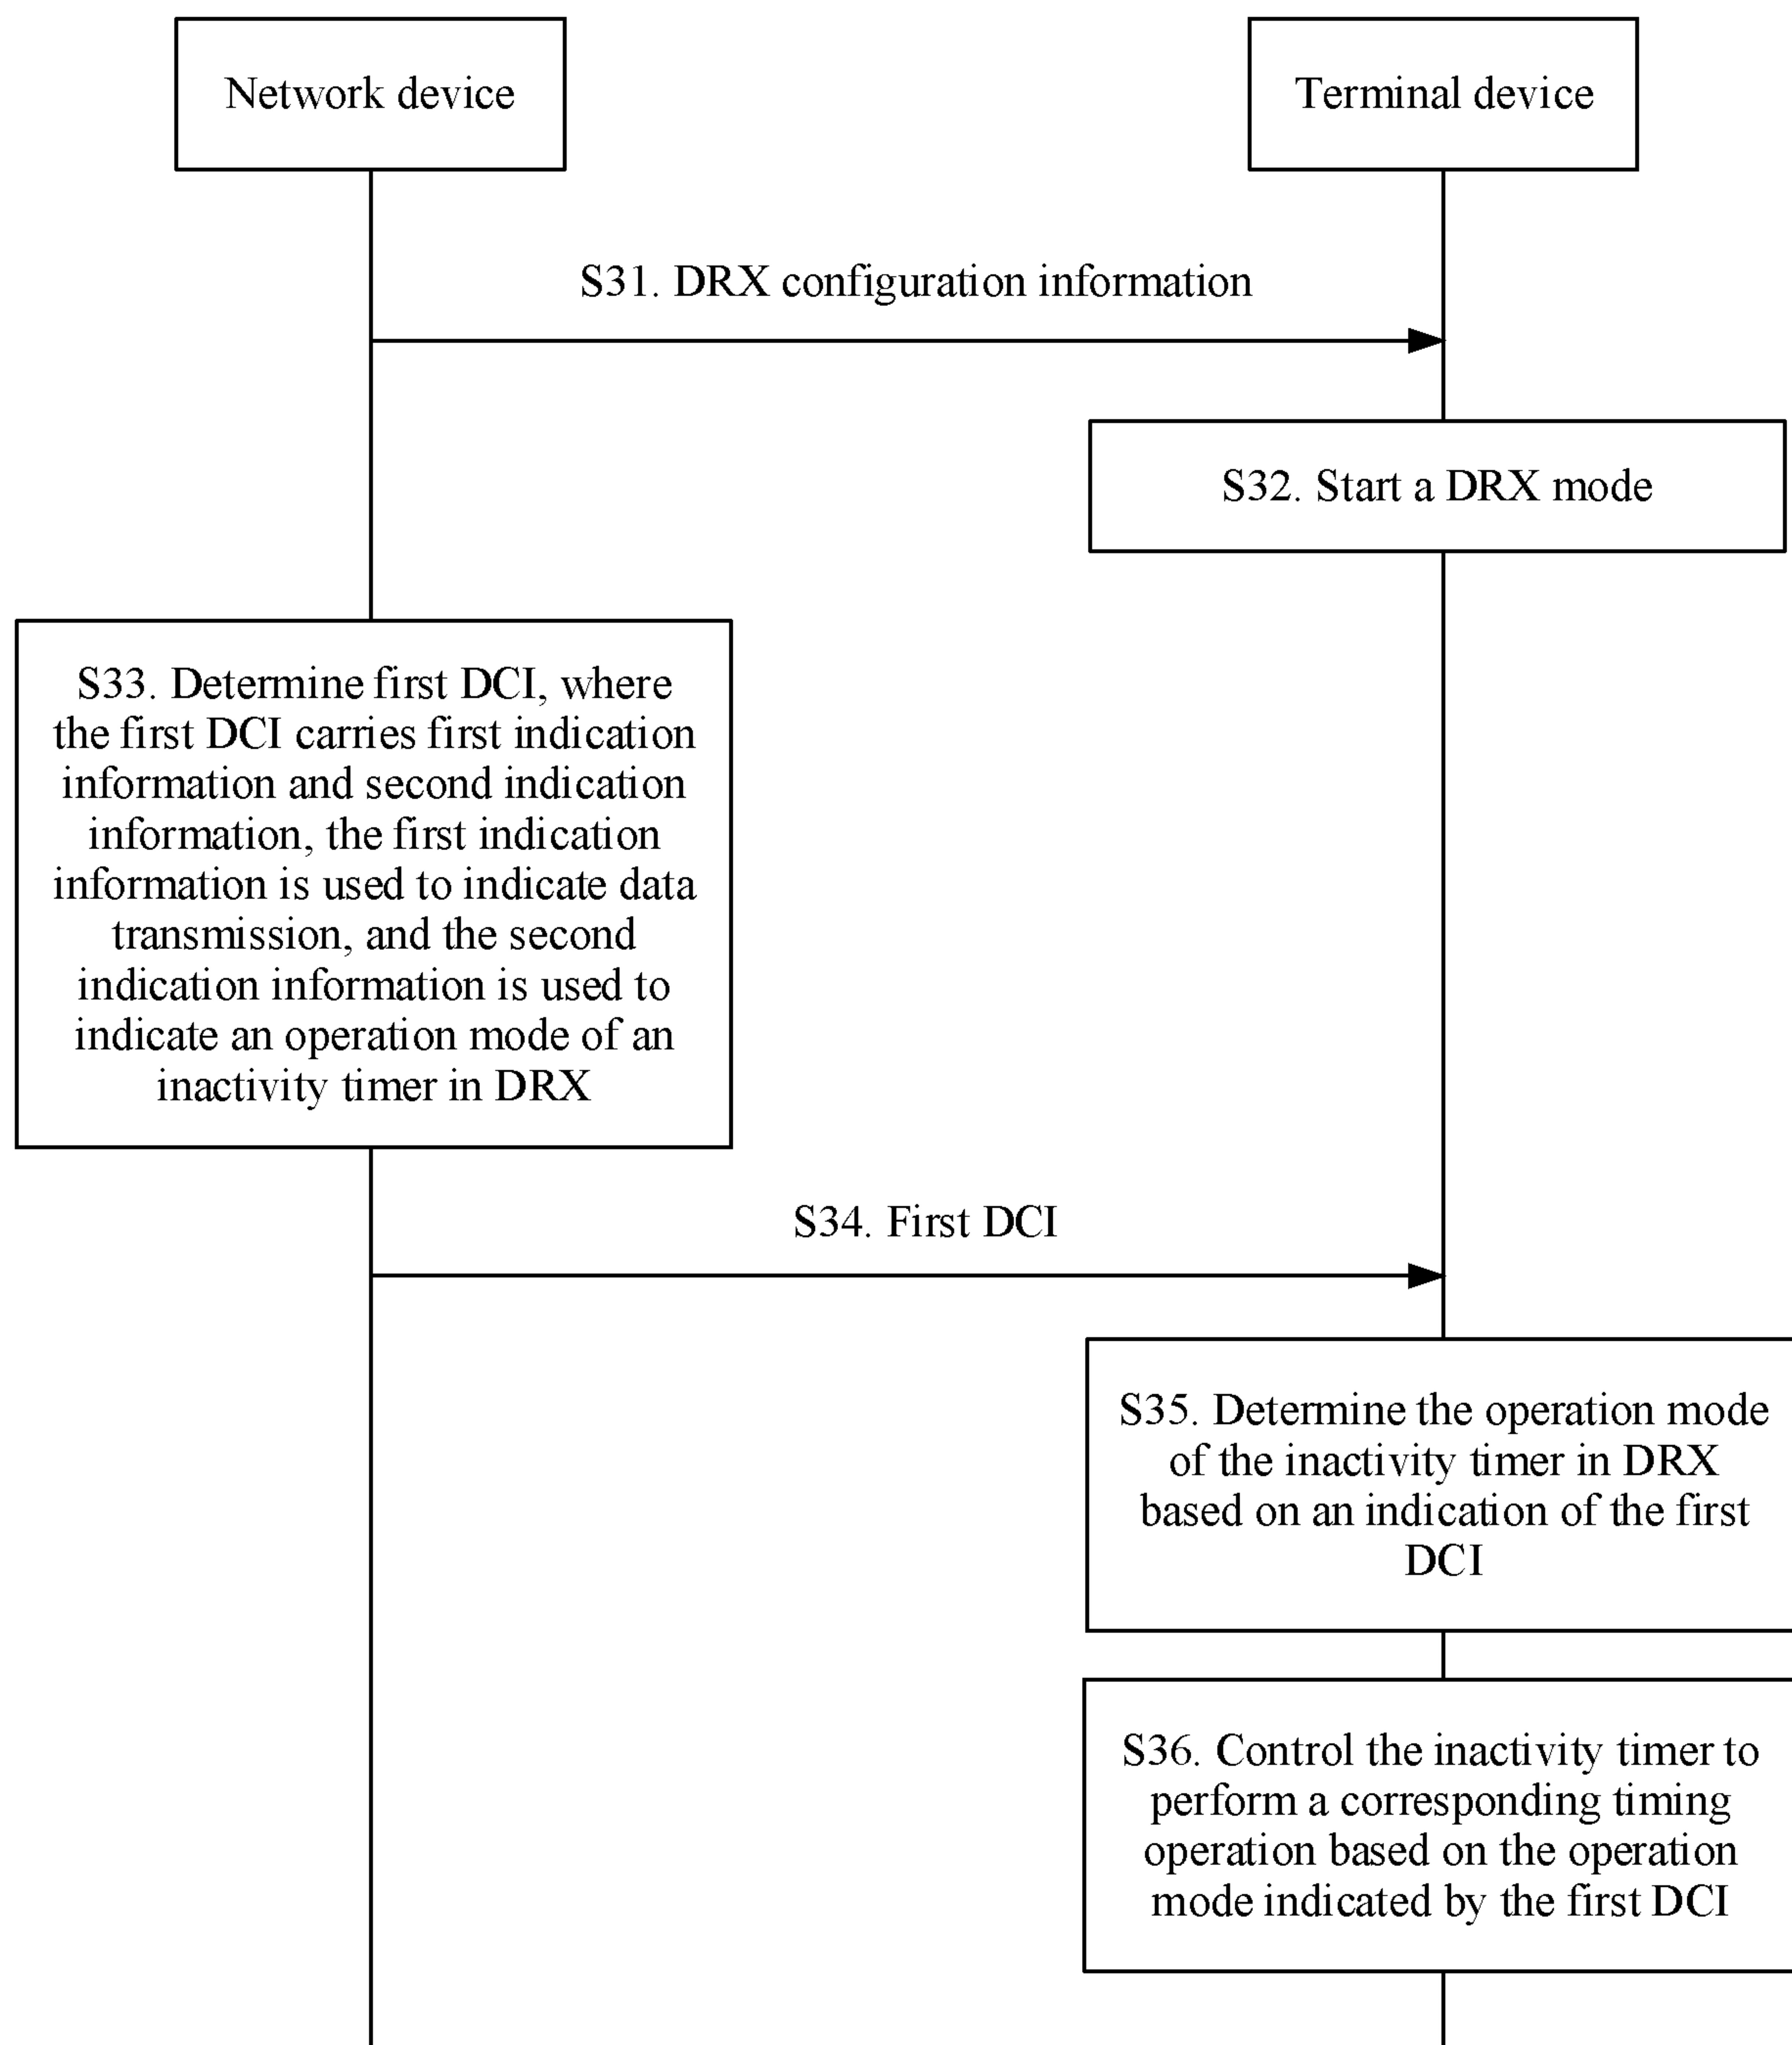 Network device
Terminal device
S31. DRX configuration information
S32. Start a DRX mode
S33. Determine first DCI, where
the first DCI carries first indication
information and second indication
information, the first indication
information is used to indicate data
transmission, and the second
indication information is used to
indicate an operation mode of an
inactivity timer in DRX
S34. First DCI
S35. Determine the operation mode
of the inactivity timer in DRX
based on an indication of the first
DCI
S36. Control the inactivity timer to
perform a corresponding timing
operation based on the operation
mode indicated by the first DCI